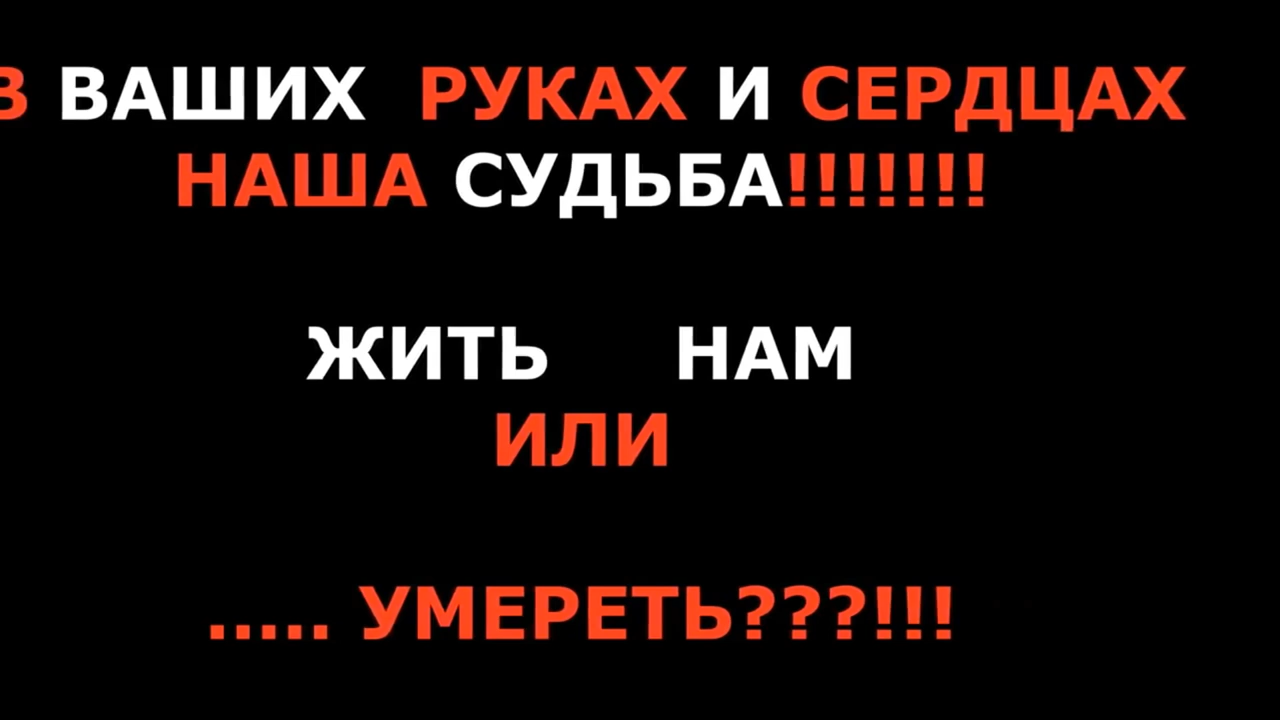 В ВАШИХ РУКАХ И СЕРДЦАХ
НАША СУДЬБА!!!!!!!
ЖИТЬ НАМ
ИЛИ
..... УМЕРЕТЬ???!!!